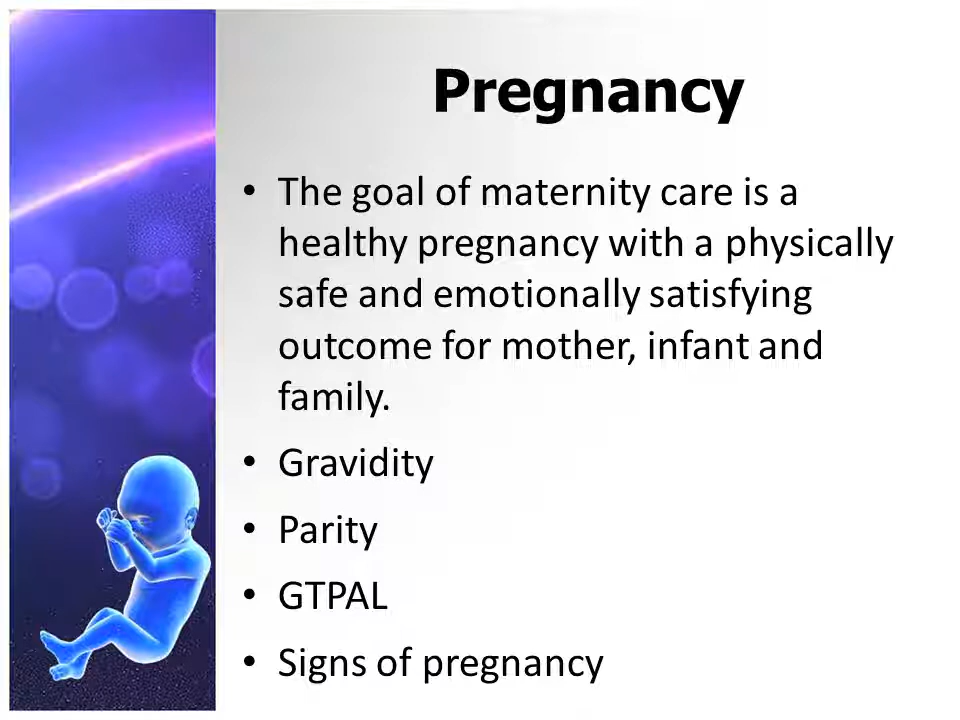 Pregnancy
• The goal of maternity care is a
healthy pregnancy with a physically
safe and emotionally satisfying
outcome for mother, infant and
family.
• Gravidity
• Parity
• GTPAL
• Signs of pregnancy